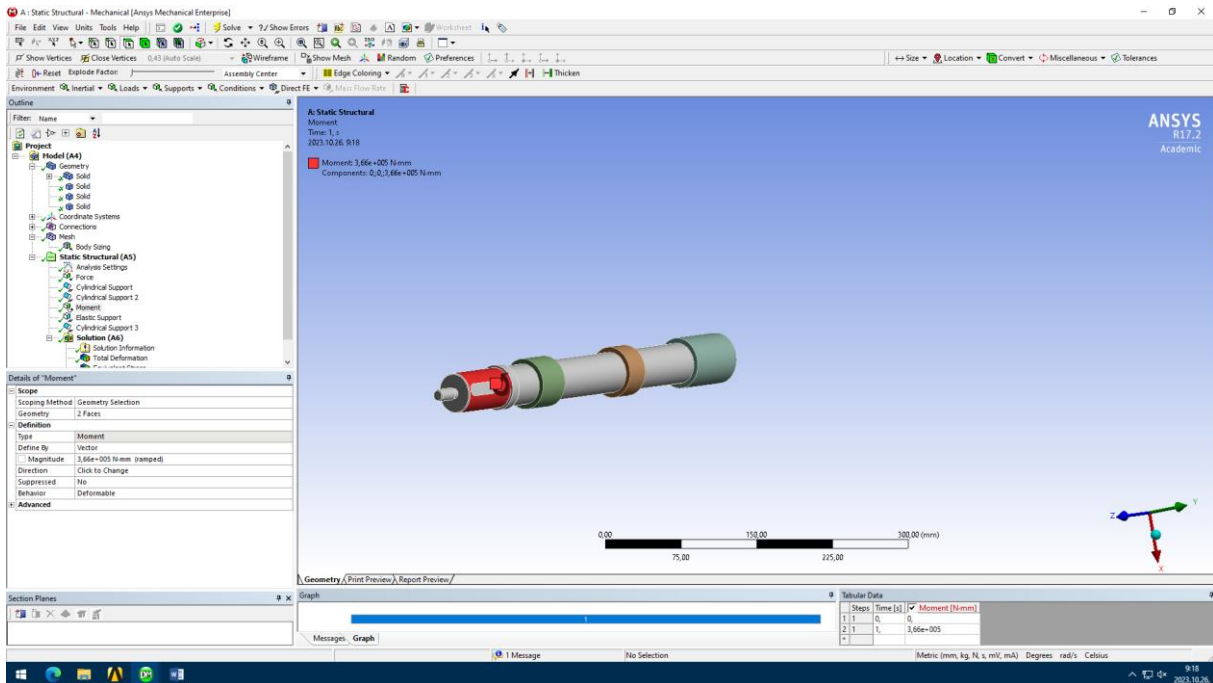 A : Static Structural - Mechanical [Ansys Mechanical Enterprise]
File Edit View Units Tools Help Solve ?/ Show Errors Worksheet
Show Vertices Close Vertices 0,43 (Auto Scale) Wireframe Show Mesh Random Preferences Size Location Convert Miscellaneous Tolerances
Reset Explode Factor: Assembly Center Edge Coloring Thicken
Environment Inertial Loads Supports Conditions Direct FE Mass Flow Rate
Outline
Filter: Name
Project
Model (A4)
Geometry
Solid
Solid
Solid
Solid
Coordinate Systems
Connections
Mesh
Body Sizing
Static Structural (A5)
Analysis Settings
Force
Cylindrical Support
Cylindrical Support 2
Moment
Elastic Support
Cylindrical Support 3
Solution (A6)
Solution Information
Total Deformation
Details of "Moment"
Scope
Scoping Method Geometry Selection
Geometry 2 Faces
Definition
Type Moment
Define By Vector
Magnitude 3,66e+005 N·mm (ramped)
Direction Click to Change
Suppressed No
Behavior Deformable
Advanced
Section Planes
A: Static Structural
Moment
Time: 1, s
2023.10.26. 9:18
Moment: 3,66e+005 N·mm
Components: 0,;0,;3,66e+005 N·mm
ANSYS
R17.2
Academic
Z Y
X
0,00 150,00 300,00 (mm)
75,00 225,00
Geometry Print Preview Report Preview
Graph
1
Messages Graph
Tabular Data
Steps Time [s] Moment [N·mm]
1 1 0, 0,
2 1 1, 3,66e+005
*
1 Message No Selection Metric (mm, kg, N, s, mV, mA) Degrees rad/s Celsius
9:18
2023.10.26.